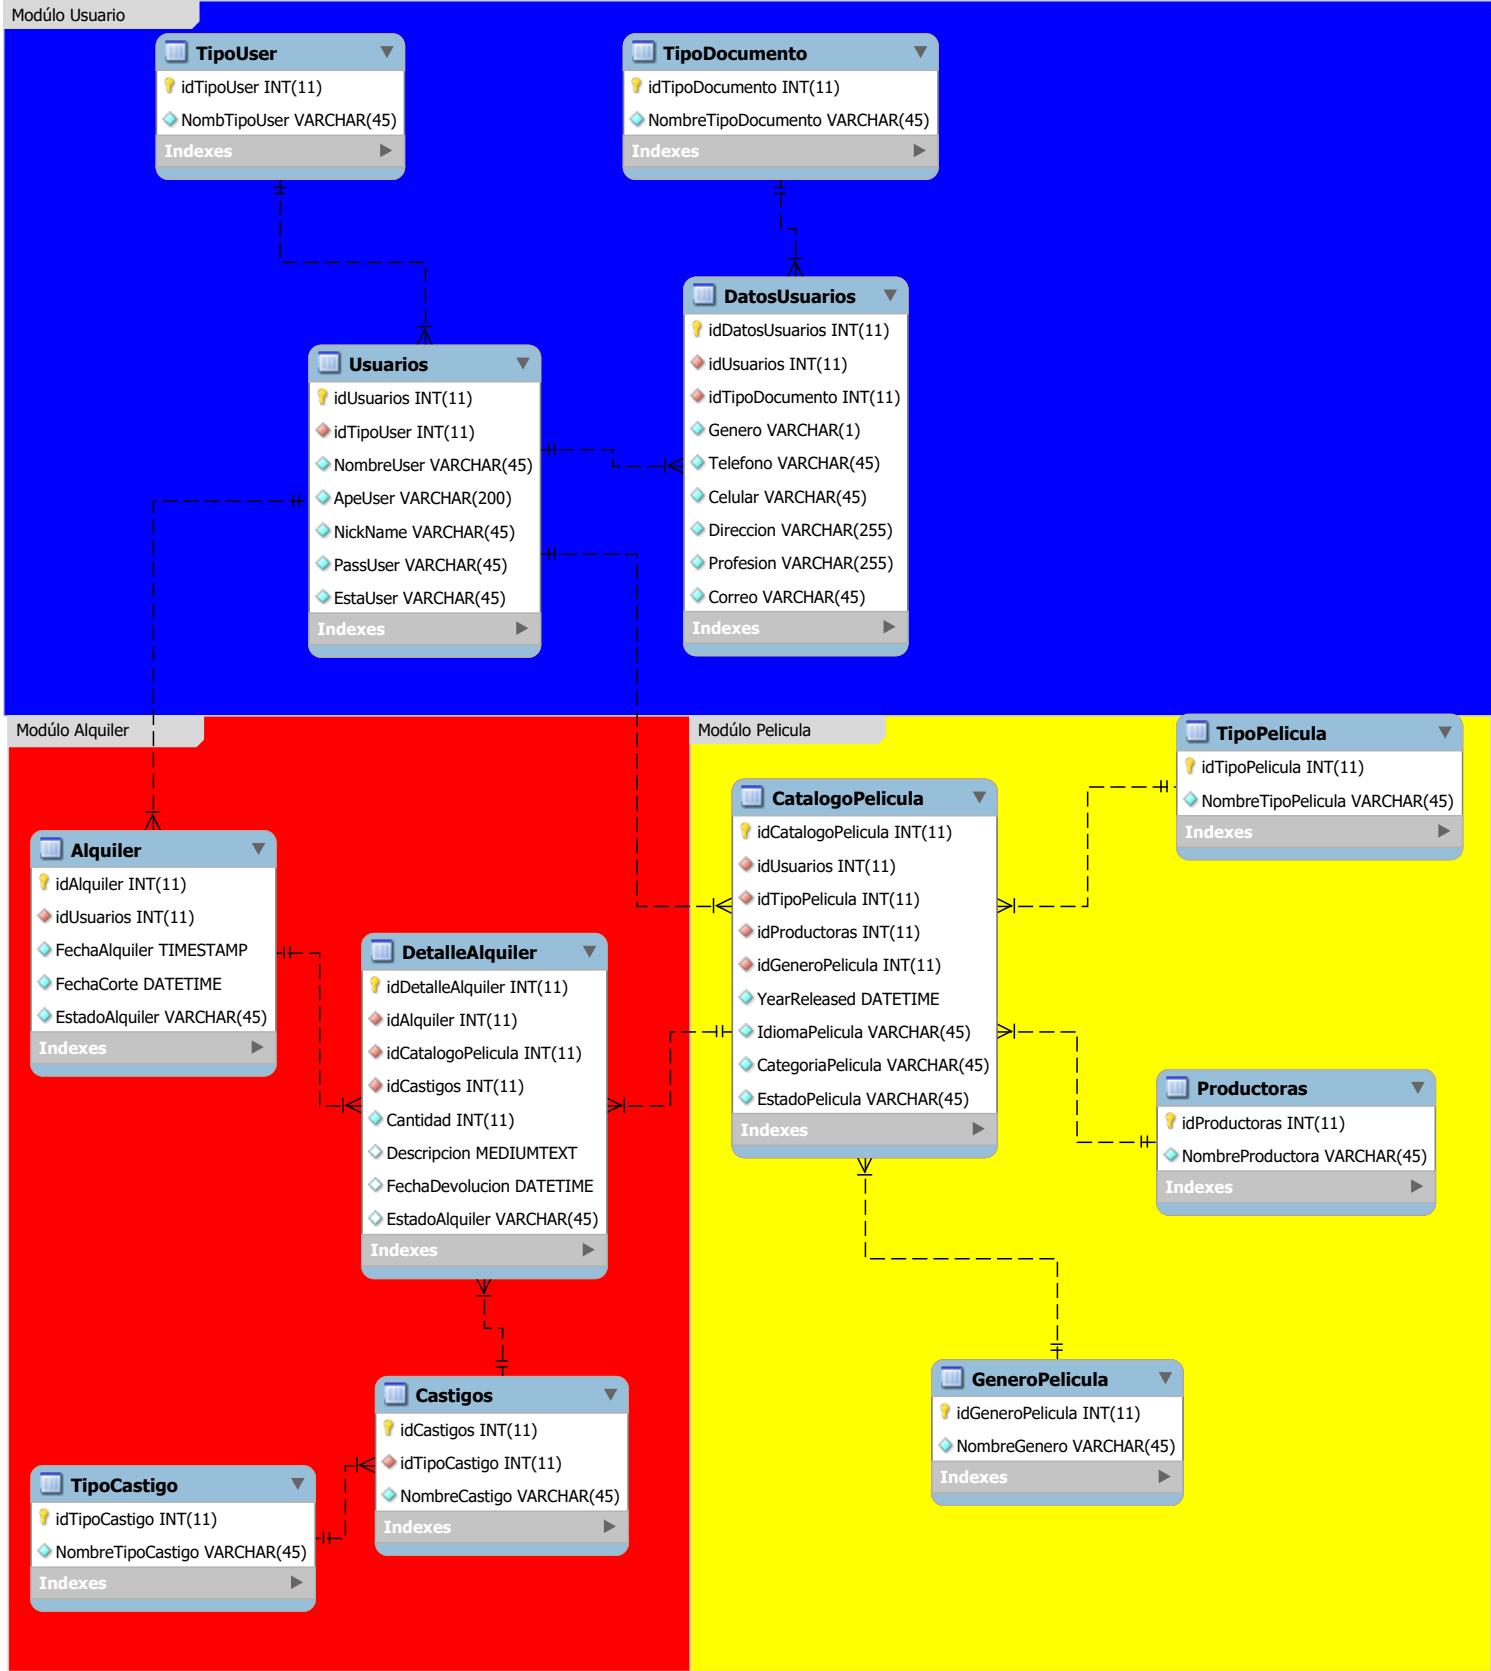 Modúlo Usuario
TipoUser
idTipoUser INT(11)
NombTipoUser VARCHAR(45)
Indexes
TipoDocumento
idTipoDocumento INT(11)
NombreTipoDocumento VARCHAR(45)
Indexes
DatosUsuarios
idDatosUsuarios INT(11)
idUsuarios INT(11)
idTipoDocumento INT(11)
Genero VARCHAR(1)
Telefono VARCHAR(45)
Celular VARCHAR(45)
Direccion VARCHAR(255)
Profesion VARCHAR(255)
Correo VARCHAR(45)
Indexes
Usuarios
idUsuarios INT(11)
idTipoUser INT(11)
NombreUser VARCHAR(45)
ApeUser VARCHAR(200)
NickName VARCHAR(45)
PassUser VARCHAR(45)
EstaUser VARCHAR(45)
Indexes
Modúlo Alquiler
Alquiler
idAlquiler INT(11)
idUsuarios INT(11)
FechaAlquiler TIMESTAMP
FechaCorte DATETIME
EstadoAlquiler VARCHAR(45)
Indexes
DetalleAlquiler
idDetalleAlquiler INT(11)
idAlquiler INT(11)
idCatalogoPelicula INT(11)
idCastigos INT(11)
Cantidad INT(11)
Descripcion MEDIUMTEXT
FechaDevolucion DATETIME
EstadoAlquiler VARCHAR(45)
Indexes
Castigos
idCastigos INT(11)
idTipoCastigo INT(11)
NombreCastigo VARCHAR(45)
Indexes
TipoCastigo
idTipoCastigo INT(11)
NombreTipoCastigo VARCHAR(45)
Indexes
Modúlo Pelicula
TipoPelicula
idTipoPelicula INT(11)
NombreTipoPelicula VARCHAR(45)
Indexes
CatalogoPelicula
idCatalogoPelicula INT(11)
idUsuarios INT(11)
idTipoPelicula INT(11)
idProductoras INT(11)
idGeneroPelicula INT(11)
YearReleased DATETIME
IdiomaPelicula VARCHAR(45)
CategoriaPelicula VARCHAR(45)
EstadoPelicula VARCHAR(45)
Indexes
Productoras
idProductoras INT(11)
NombreProductora VARCHAR(45)
Indexes
GeneroPelicula
idGeneroPelicula INT(11)
NombreGenero VARCHAR(45)
Indexes